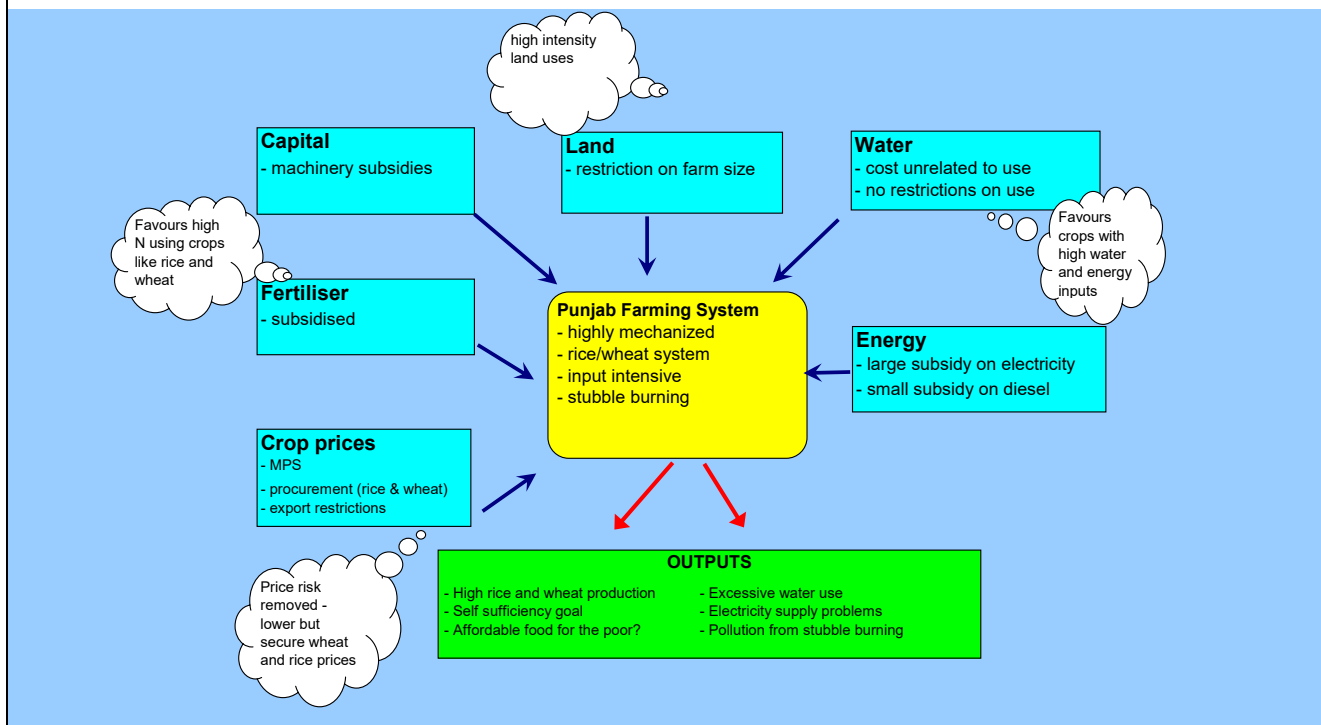 high intensity
land uses
Capital
- machinery subsidies
Land
- restriction on farm size
Water
- cost unrelated to use
- no restrictions on use
Favours high
N using crops
like rice and
wheat
Favours
crops with
high water
and energy
inputs
Fertiliser
- subsidised
Punjab Farming System
- highly mechanized
- rice/wheat system
- input intensive
- stubble burning
Energy
- large subsidy on electricity
- small subsidy on diesel
Crop prices
- MPS
- procurement (rice & wheat)
- export restrictions
Price risk
removed -
lower but
secure wheat
and rice prices
OUTPUTS
- High rice and wheat production
- Self sufficiency goal
- Affordable food for the poor?
- Excessive water use
- Electricity supply problems
- Pollution from stubble burning